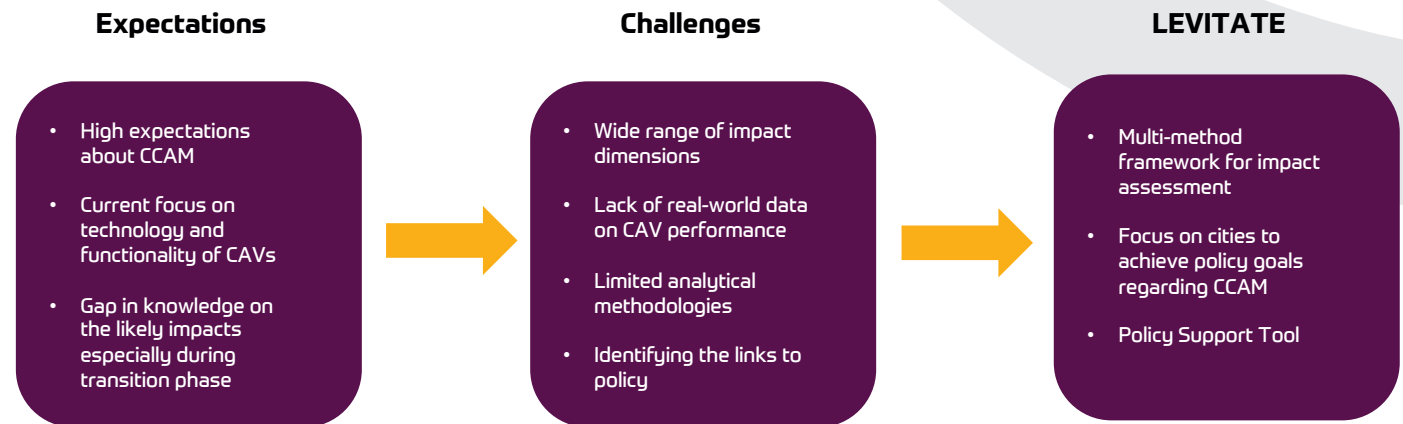 Expectations
• High expectations
about CCAM
• Current focus on
technology and
functionality of CAVs
• Gap in knowledge on
the likely impacts
especially during
transition phase
Challenges
• Wide range of impact
dimensions
• Lack of real-world data
on CAV performance
• Limited analytical
methodologies
• Identifying the links to
policy
LEVITATE
• Multi-method
framework for impact
assessment
• Focus on cities to
achieve policy goals
regarding CCAM
• Policy Support Tool